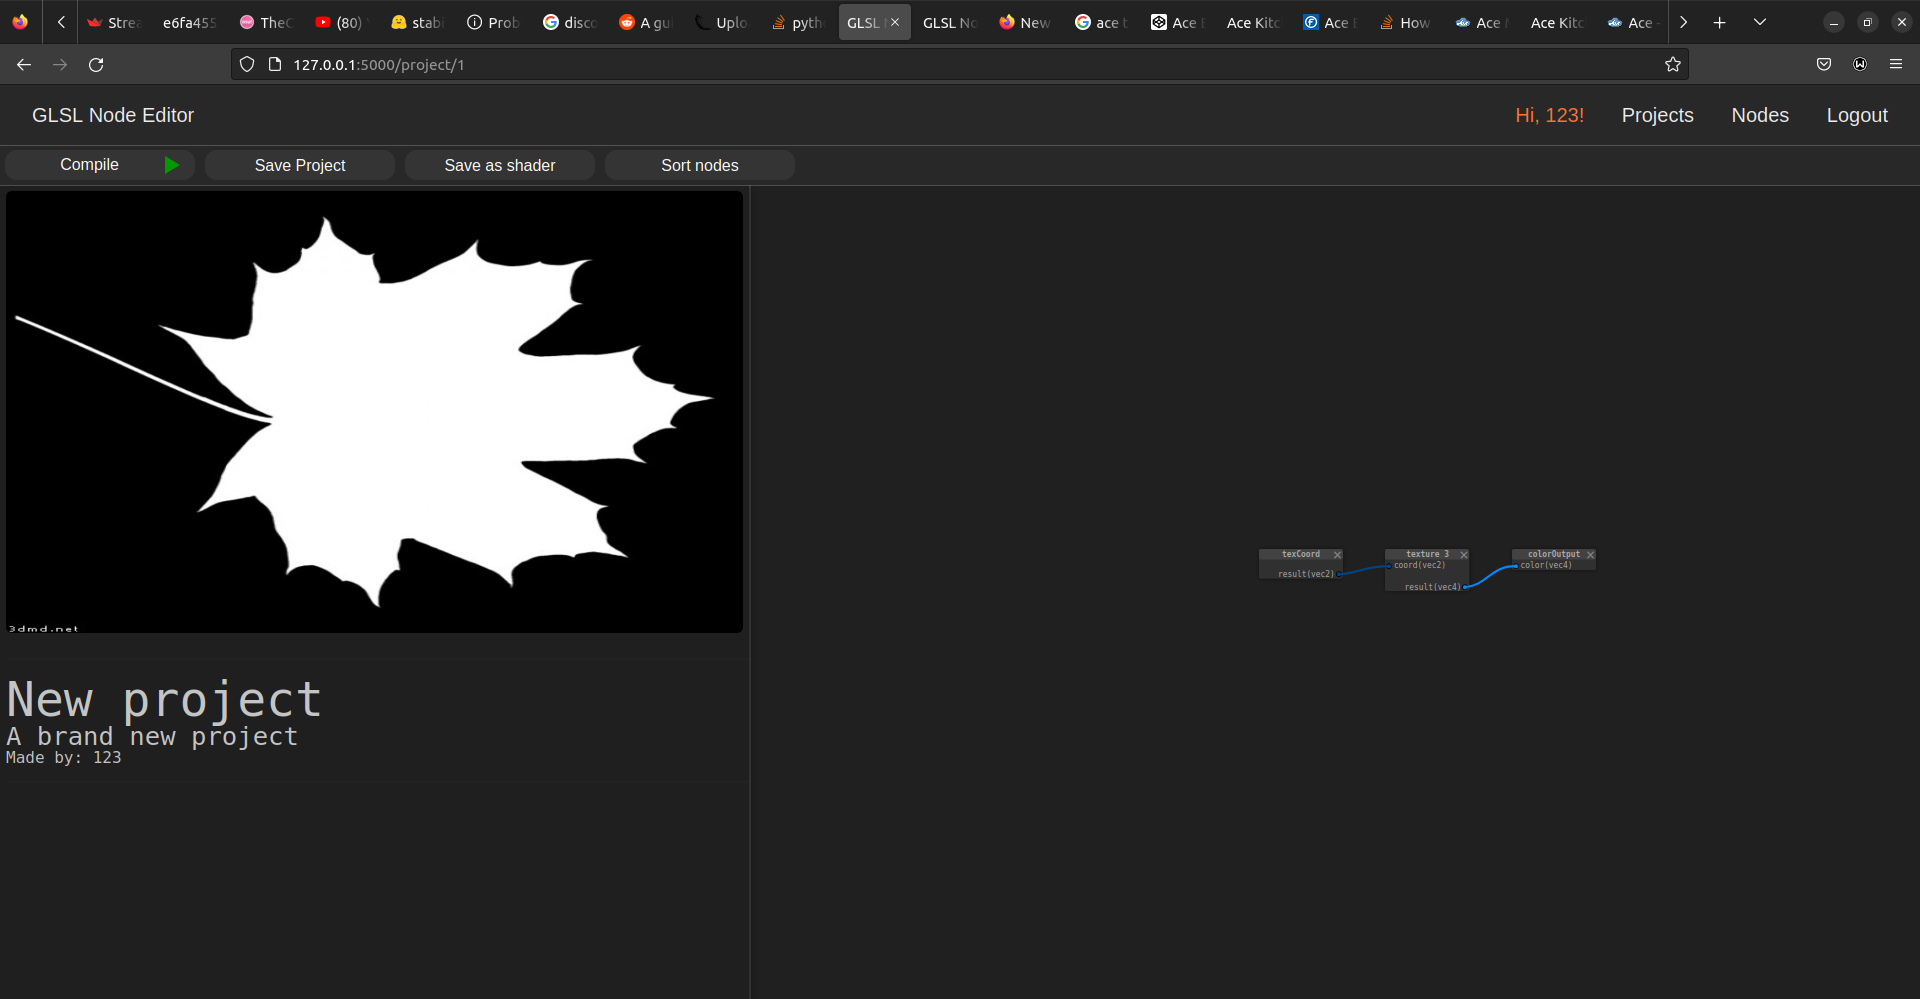 Strea e6fa455 TheC (80) stabi Prob disco A gu Uplo pyth GLSL N GLSL No New ace t Ace E Ace Kitc Ace E How Ace Ace Kitc Ace
127.0.0.1:5000/project/1
GLSL Node Editor Hi, 123! Projects Nodes Logout
Compile Save Project Save as shader Sort nodes
3dmd.net
New project
A brand new project
Made by: 123
texCoord texture 3 colorOutput
coord(vec2) color(vec4)
result(vec2)
result(vec4)